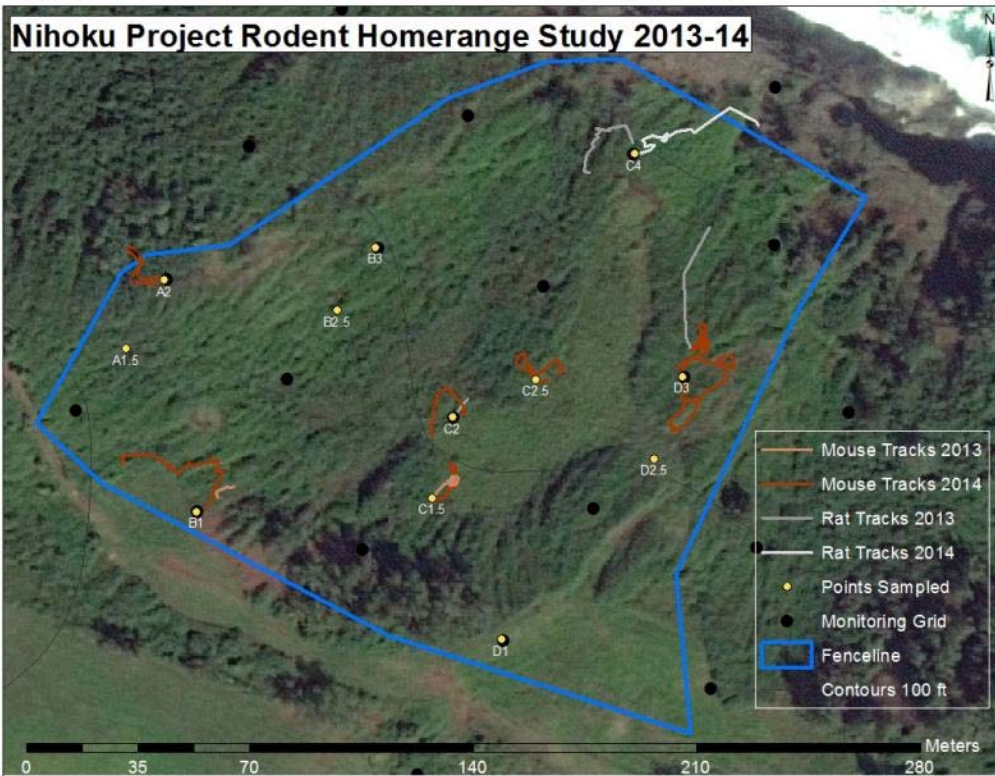 Nihoku Project Rodent Homerange Study 2013-14
N
C4
B3
A2
B2.5
A1.5
C2.5
D3
C2
D2.5
C1.5
B1
D1
Mouse Tracks 2013
Mouse Tracks 2014
Rat Tracks 2013
Rat Tracks 2014
Points Sampled
Monitoring Grid
Fenceline
Contours 100 ft
Meters
0 35 70 140 210 280